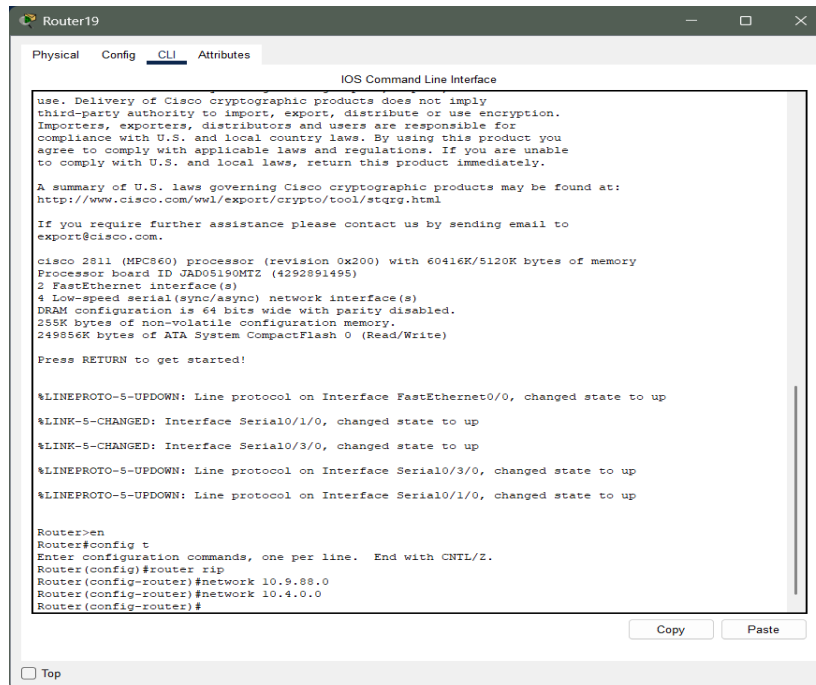 Router19
Physical Config CLI Attributes
IOS Command Line Interface
use. Delivery of Cisco cryptographic products does not imply
third-party authority to import, export, distribute or use encryption.
Importers, exporters, distributors and users are responsible for
compliance with U.S. and local country laws. By using this product you
agree to comply with applicable laws and regulations. If you are unable
to comply with U.S. and local laws, return this product immediately.
A summary of U.S. laws governing Cisco cryptographic products may be found at:
http://www.cisco.com/wwl/export/crypto/tool/stqrg.html
If you require further assistance please contact us by sending email to
export@cisco.com.
cisco 2811 (MPC860) processor (revision 0x200) with 60416K/5120K bytes of memory
Processor board ID JAD05190MTZ (4292891495)
2 FastEthernet interface(s)
4 Low-speed serial(sync/async) network interface(s)
DRAM configuration is 64 bits wide with parity disabled.
255K bytes of non-volatile configuration memory.
249856K bytes of ATA System CompactFlash 0 (Read/Write)
Press RETURN to get started!
%LINEPROTO-5-UPDOWN: Line protocol on Interface FastEthernet0/0, changed state to up
%LINK-5-CHANGED: Interface Serial0/1/0, changed state to up
%LINK-5-CHANGED: Interface Serial0/3/0, changed state to up
%LINEPROTO-5-UPDOWN: Line protocol on Interface Serial0/3/0, changed state to up
%LINEPROTO-5-UPDOWN: Line protocol on Interface Serial0/1/0, changed state to up
Router>en
Router#config t
Enter configuration commands, one per line. End with CNTL/Z.
Router(config)#router rip
Router(config-router)#network 10.9.88.0
Router(config-router)#network 10.4.0.0
Router(config-router)#
Copy Paste
Top